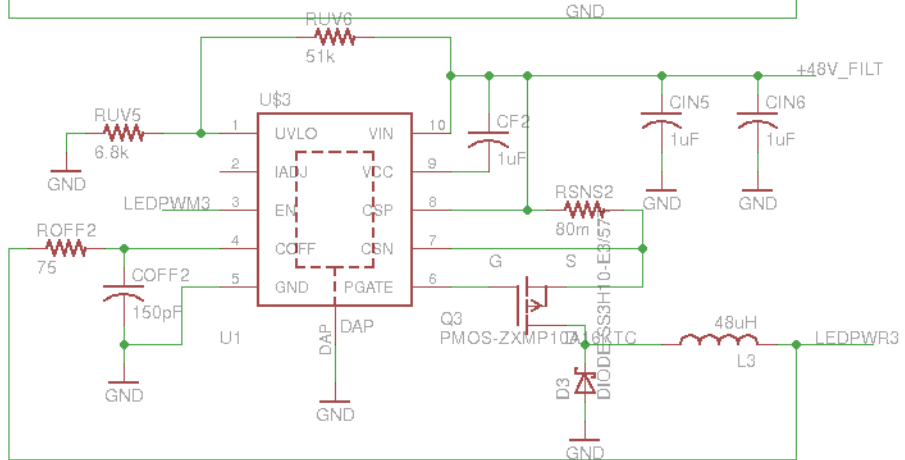 GND
RUV6
51k
+48V_FILT
U$3
RUV5
6.8k
GND
1 UVLO VIN 10
CF2
1uF
CIN5
1uF
CIN6
1uF
2 IADJ VCC 9
GND
GND
LEDPWM3
3 EN CSP 8
RSNS2
80m
ROFF2
75
4 COFF CSN 7
G S
COFF2
150pF
5 GND PGATE 6
U1
DAP
DAP
Q3
PMOS-ZXMP10A16KTC
DIODE-SS3H10-E3/57T
48uH
L3
LEDPWR3
D3
GND
GND
GND